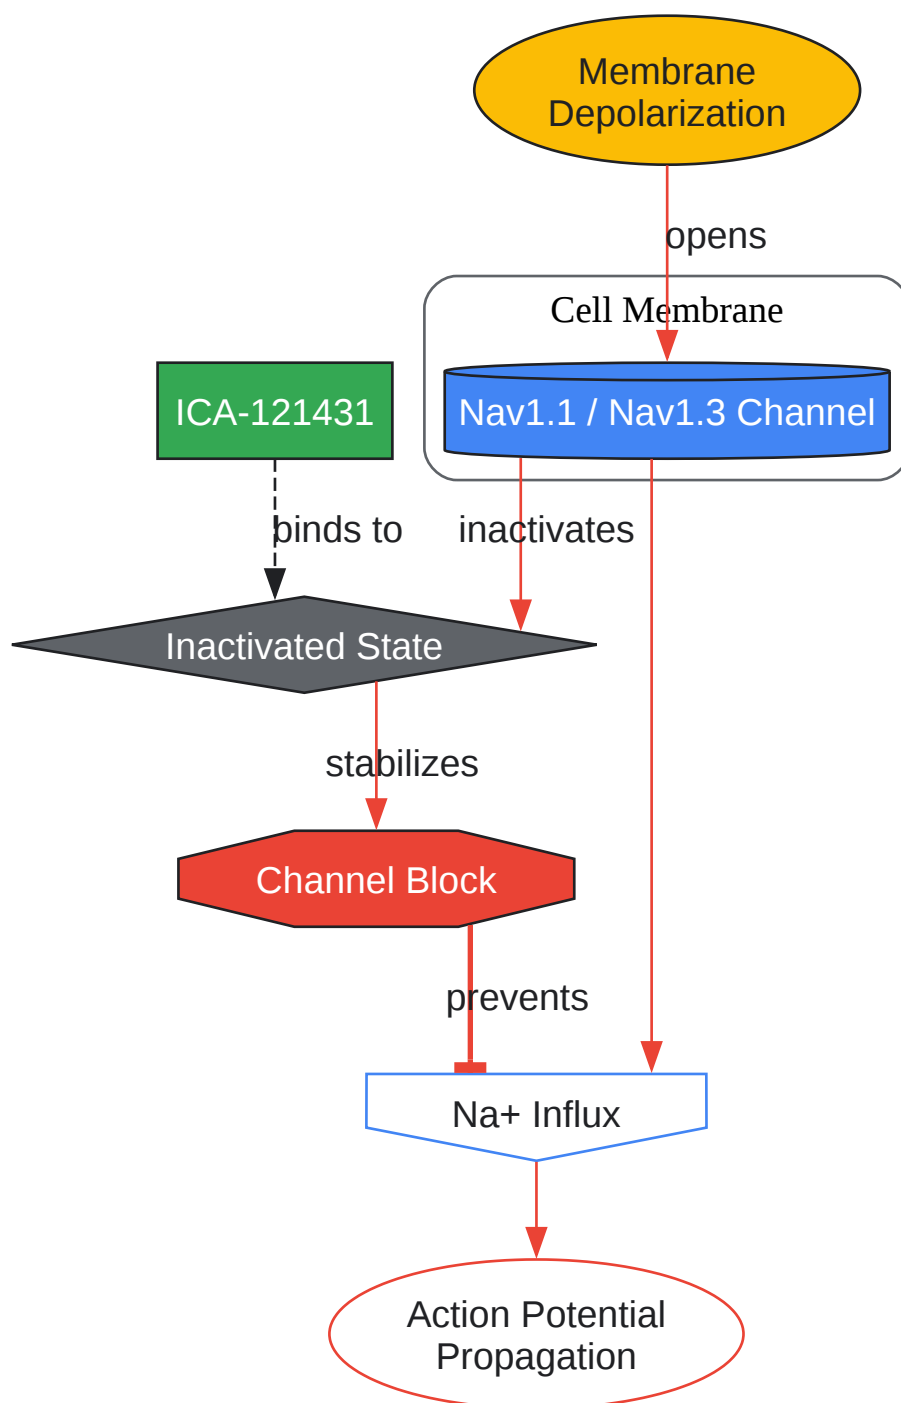 Membrane
Depolarization
opens
Cell Membrane
ICA-121431
Nav1.1 / Nav1.3 Channel
binds to
inactivates
Inactivated State
stabilizes
Channel Block
prevents
Na+ Influx
Action Potential
Propagation